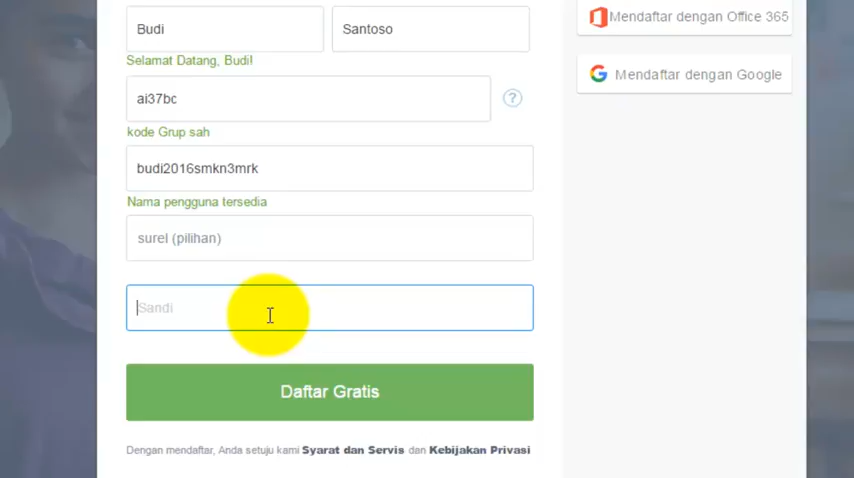 Budi Santoso
Selamat Datang, Budi!
ai37bc ?
kode Grup sah
budi2016smkn3mrk
Nama pengguna tersedia
surel (pilihan)
Sandi
Daftar Gratis
Dengan mendaftar, Anda setuju kami Syarat dan Servis dan Kebijakan Privasi
Mendaftar dengan Office 365
Mendaftar dengan Google